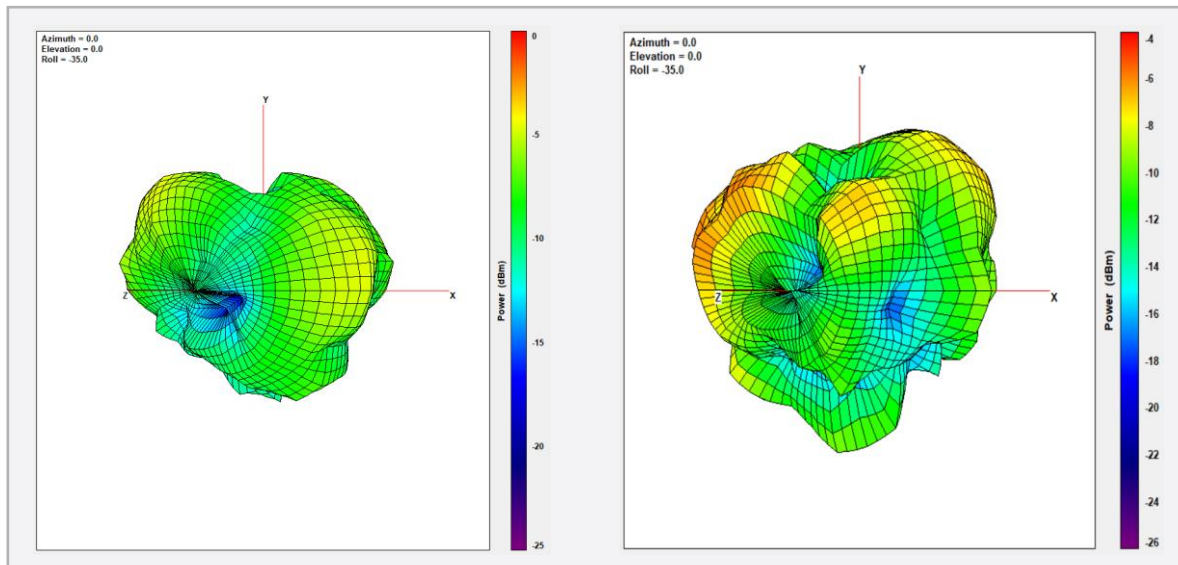 Azimuth = 0.0
Elevation = 0.0
Roll = -35.0
Y
Z
X
0
-5
-10
-15
-20
-25
Power (dBm)
Azimuth = 0.0
Elevation = 0.0
Roll = -35.0
Y
Z
X
-4
-6
-8
-10
-12
-14
-16
-18
-20
-22
-24
-26
Power (dBm)